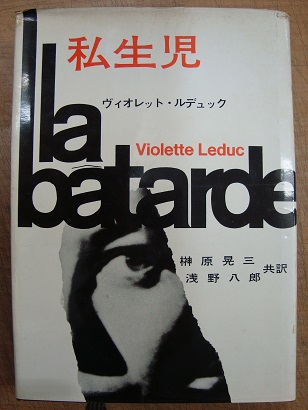 私生児
ヴィオレット・ルデュック
la
Violette Leduc
bâtarde
榊原晃三
浅野八郎
共訳